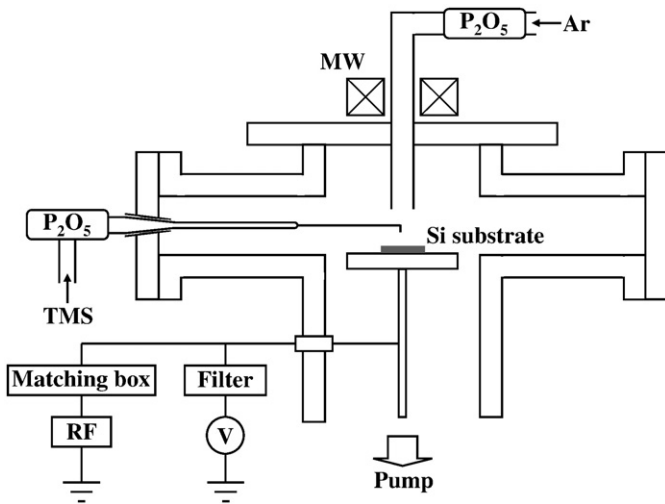 P2O5
Ar
MW
P2O5
Si substrate
TMS
Matching box
Filter
RF
V
Pump